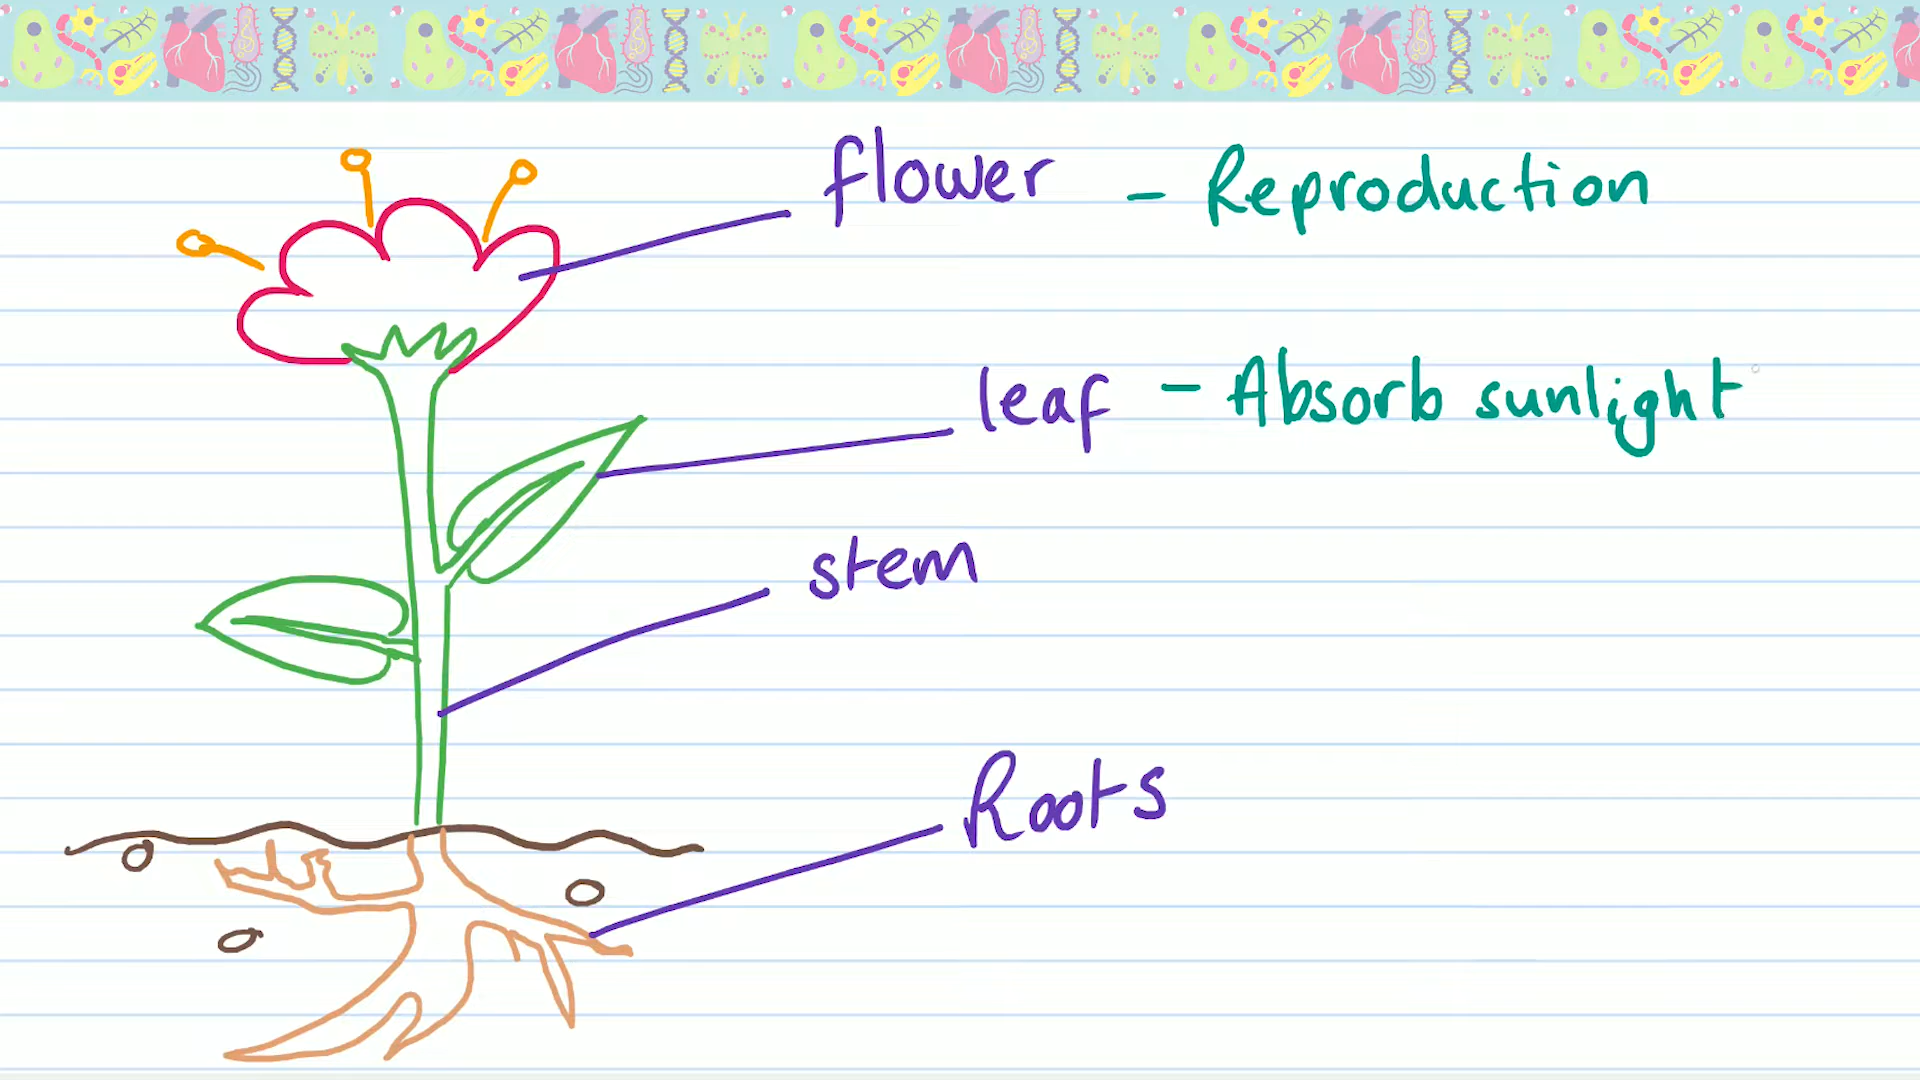 flower - Reproduction
leaf - Absorb sunlight
stem
Roots